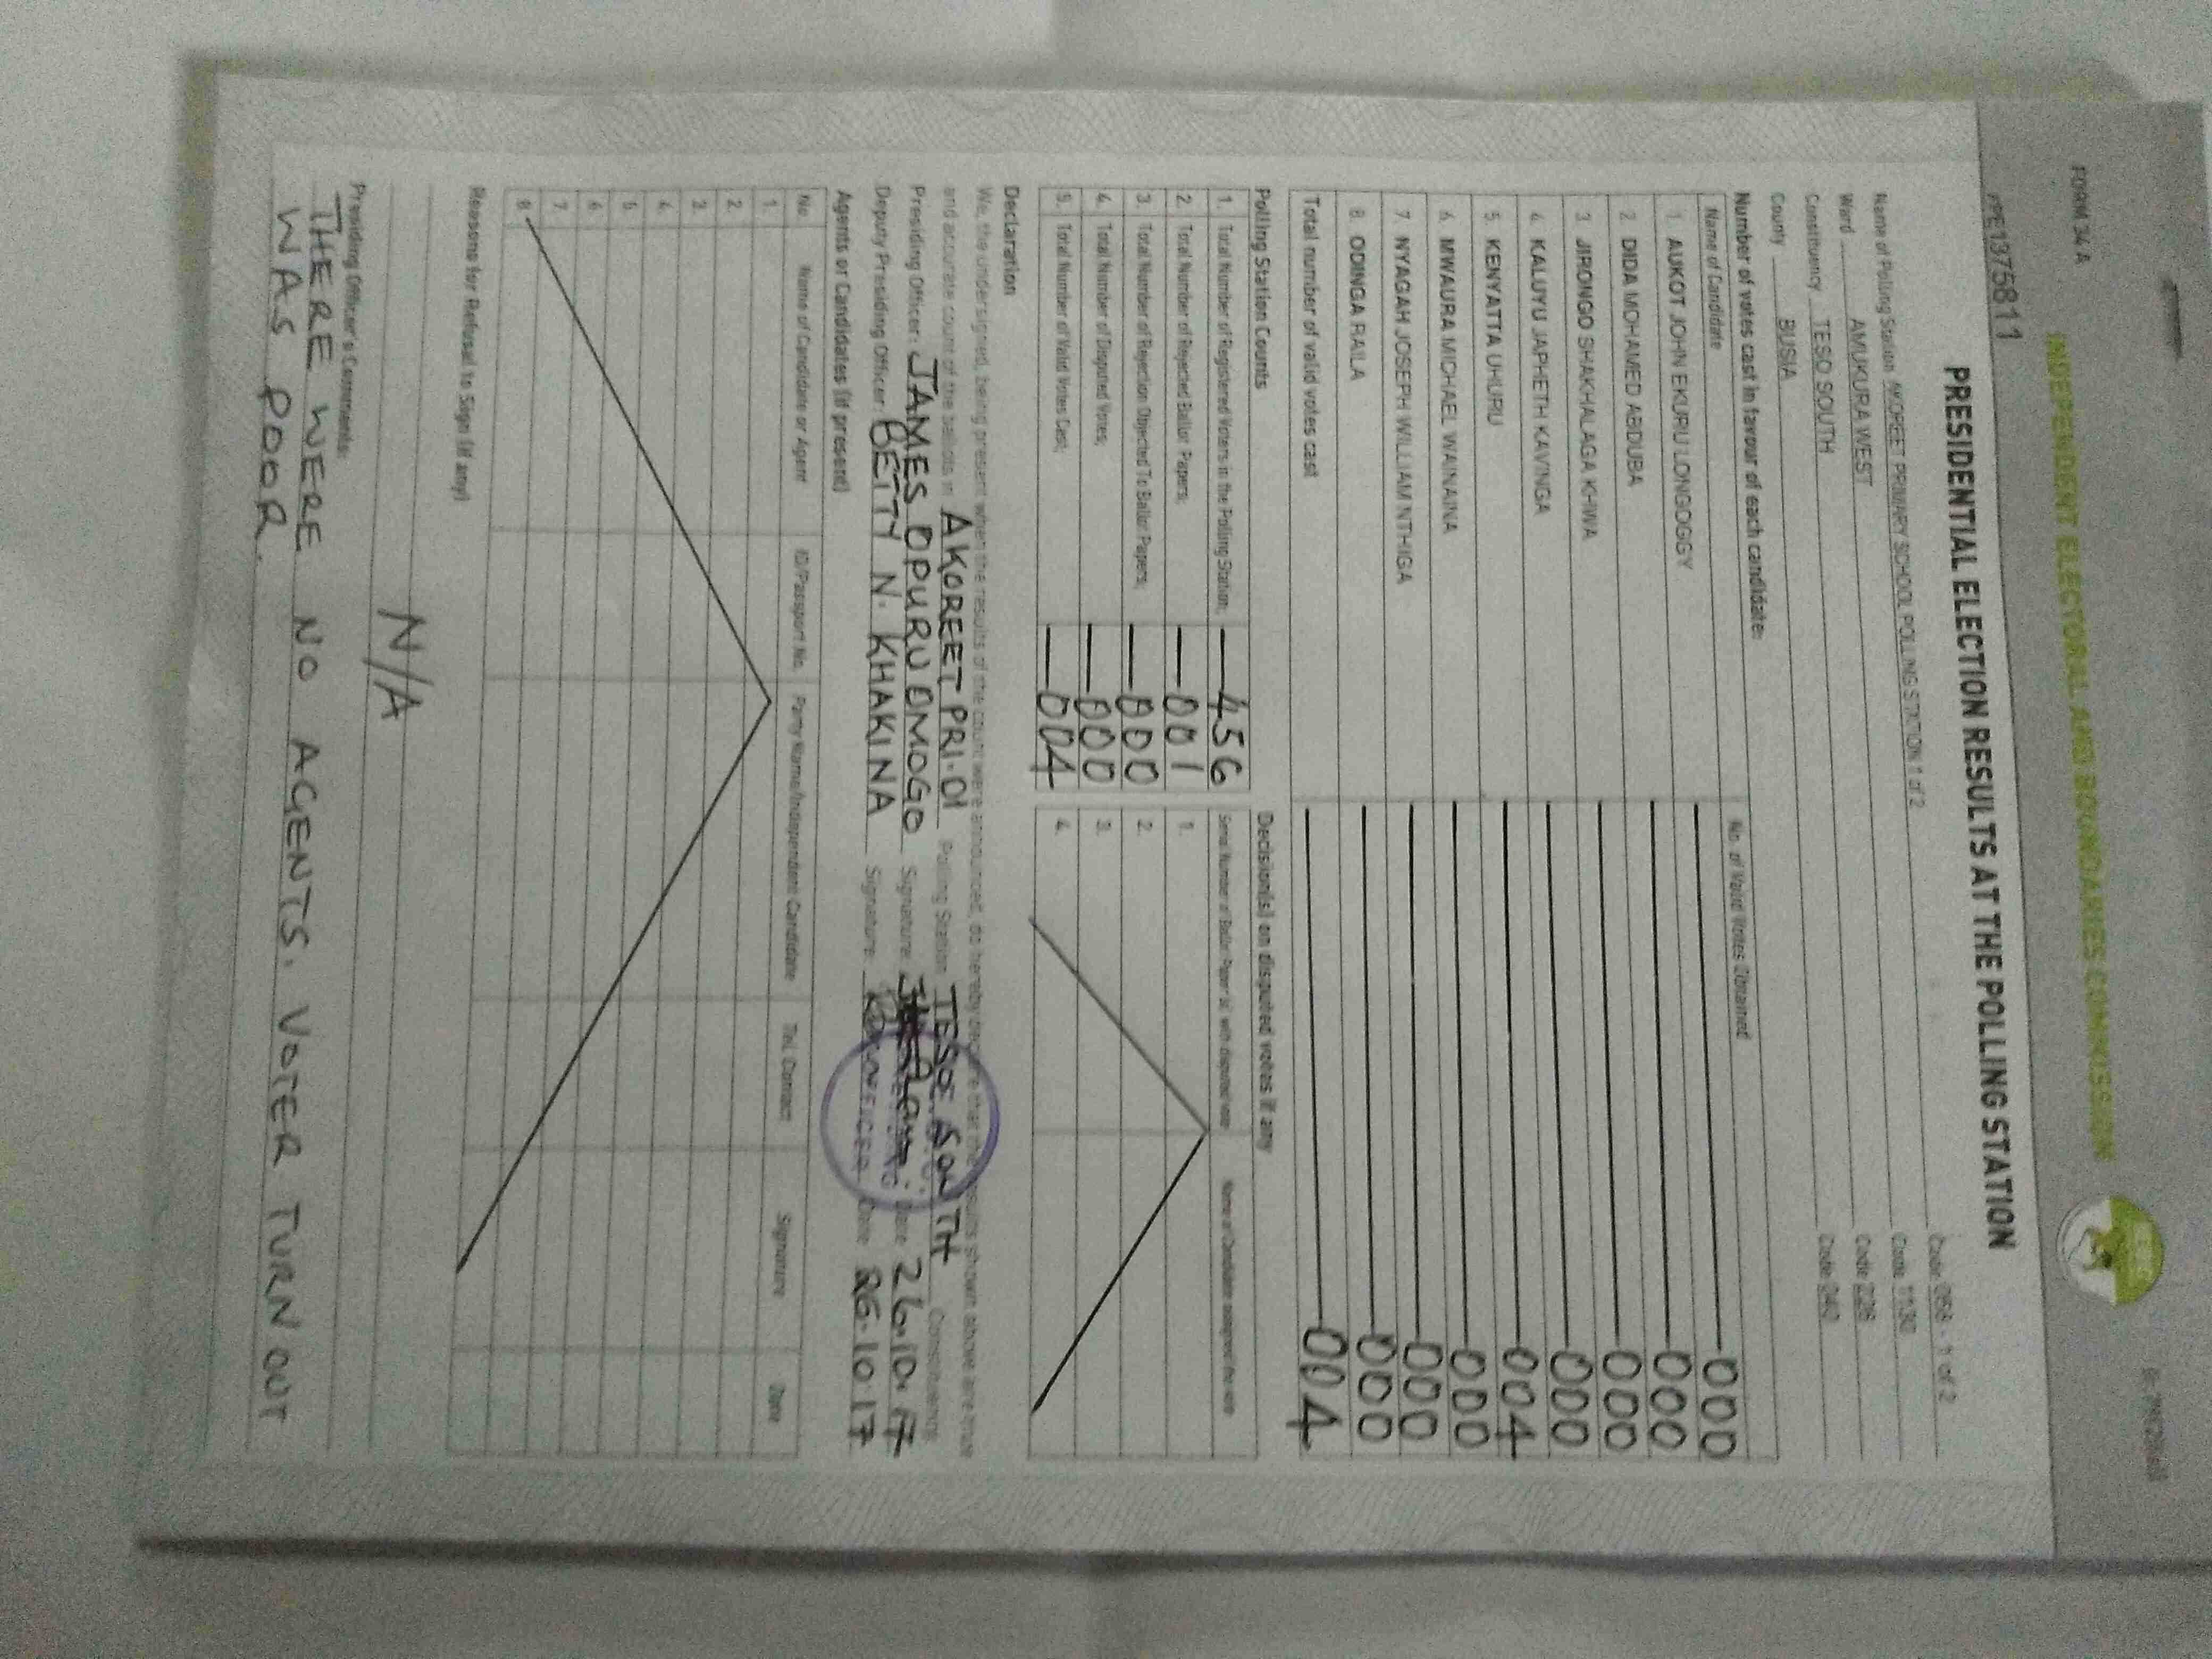 FORM 34 A
INDEPENDENT ELECTORAL AND BOUNDARIES COMMISSION
PE1375811
PRESIDENTIAL ELECTION RESULTS AT THE POLLING STATION
Name of Polling Station AKOREET PRIMARY SCHOOL POLLING STATION 1 of 2 Code 053 - 1 of 2
Ward AMUKURA WEST Code 1130
Constituency TESO SOUTH Code 226
County BUSIA Code 040
Number of votes cast in favour of each candidate:
Name of Candidate No. of Valid Votes Obtained
1. AUKOT JOHN EKURU LONGOGGY 000
2. DIDA MOHAMED ABDUBA 000
3. JIRONGO SHAKHALAGA KHWA 000
4. KALUYU JAPHETH KAVINGA 000
5. KENYATTA UHURU 004
6. MWAURA MICHAEL WAINAINA 000
7. NYAGAH JOSEPH WILLIAM NTHIGA 000
8. ODINGA RAILA 000
Total number of valid votes cast 004
Polling Station Counts
1. Total Number of Registered Voters in the Polling Station; 456
2. Total Number of Rejected Ballot Papers; 001
3. Total Number of Rejection Objected To Ballot Papers; 000
4. Total Number of Disputed Votes; 000
5. Total Number of Valid Votes Cast; 004
Decision(s) on disputed votes if any
Serial Number of Ballot Paper (s) with disputed vote Name of Candidate assigned the vote
1.
2.
3.
4.
Declaration
We, the undersigned, being present when the results of the count were announced, do hereby declare that the results shown above are true
and accurate count of the ballots in AKOREET PRI-01 Polling Station TESO SOUTH Constituency
Presiding Officer: JAMES OPURU OMOGO Signature Date 26.10.17
Deputy Presiding Officer: BETTY N. KHAKINA Signature Date 26.10.17
Agents or Candidates (if present)
No. Name of Candidate or Agent ID/Passport No. Party Name/Independent Candidate Tel. Contact Signature Date
1.
2.
3.
4.
5.
6.
7.
8
Reasons for Refusal to Sign (if any)
N/A
Presiding Officer's Comments:
THERE WERE NO AGENTS. VOTER TURN OUT
WAS POOR.